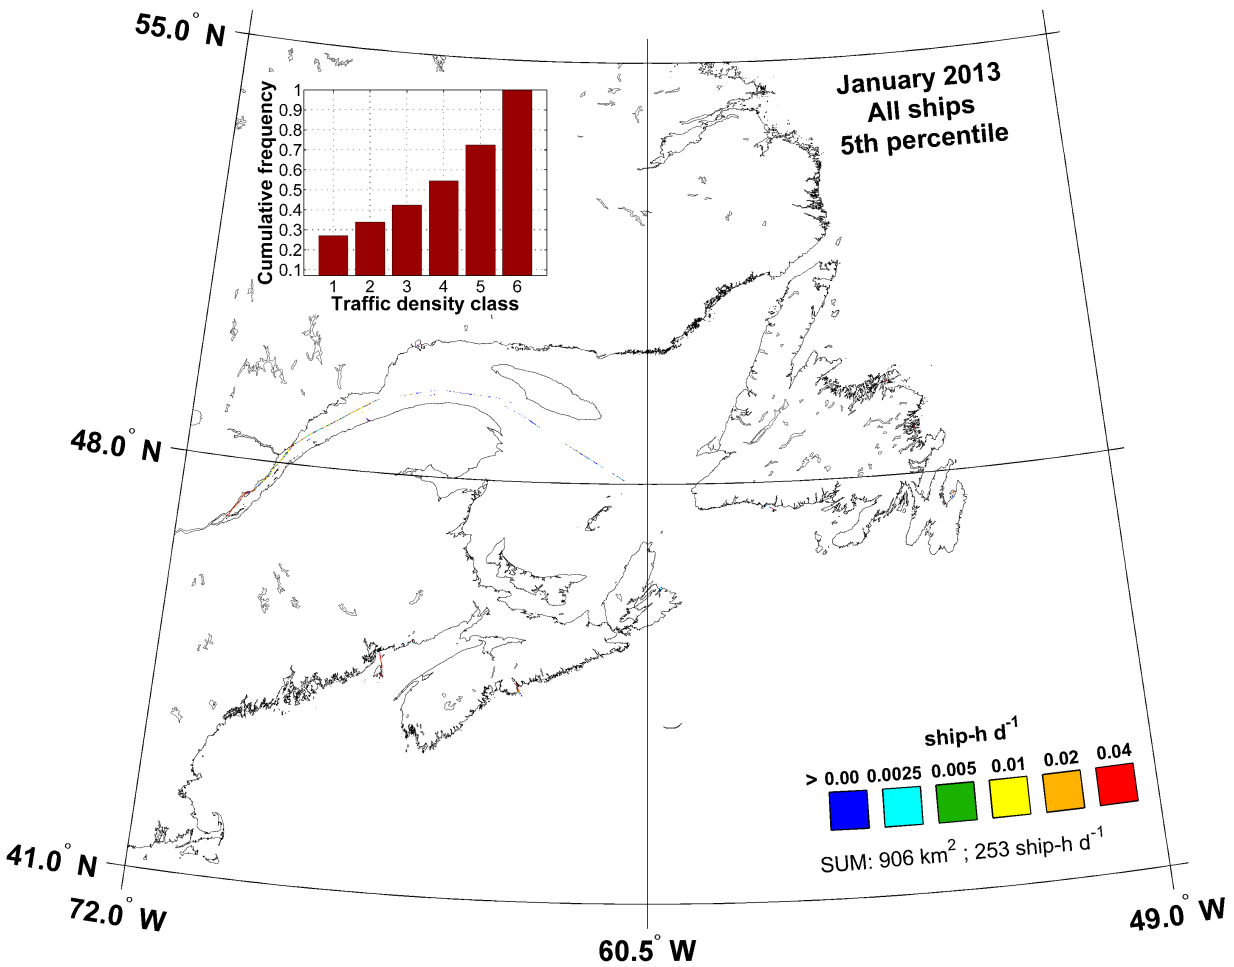 55.0° N
January 2013
All ships
5th percentile
Cumulative frequency
1
0.9
0.8
0.7
0.6
0.5
0.4
0.3
0.2
0.1
1 2 3 4 5 6
Traffic density class
48.0° N
ship-h d-1
> 0.00 0.0025 0.005 0.01 0.02 0.04
SUM: 906 km2 ; 253 ship-h d-1
41.0° N
72.0° W
60.5° W
49.0° W